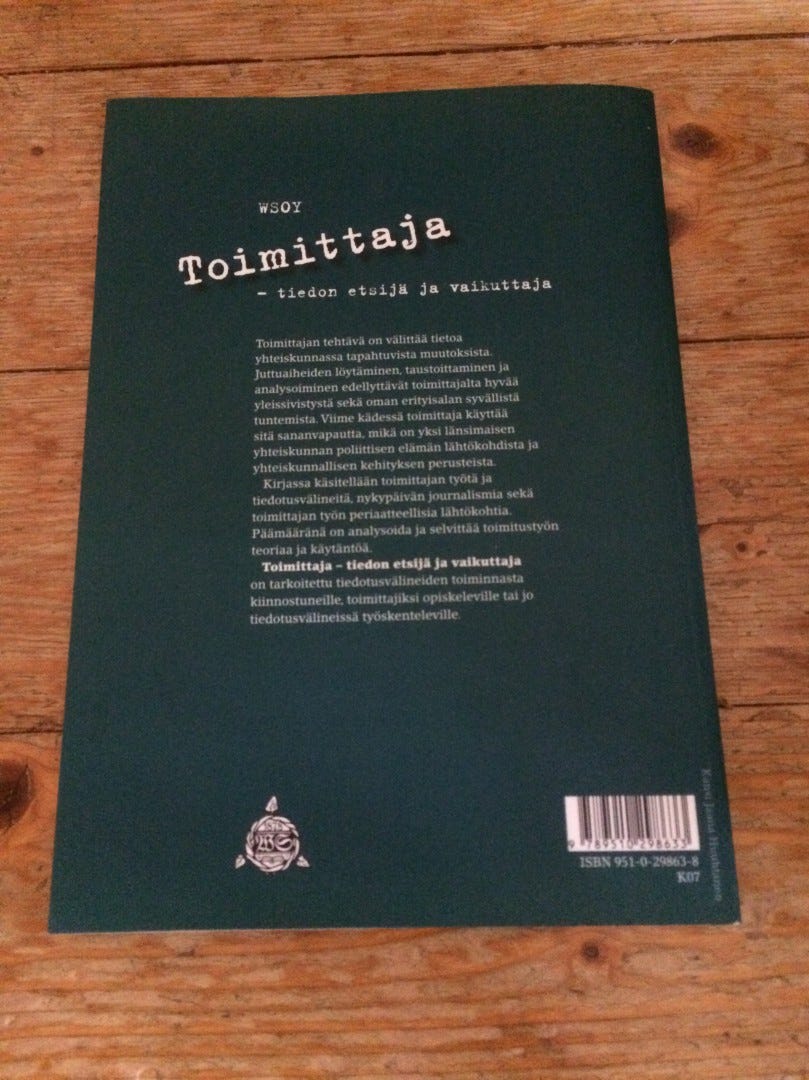 WSOY
Toimittaja
– tiedon etsijä ja vaikuttaja
Toimittajan tehtävä on välittää tietoa
yhteiskunnassa tapahtuvista muutoksista.
Juttuaiheiden löytäminen, taustoittaminen ja
analysoiminen edellyttävät toimittajalta hyvää
yleissivistystä sekä oman erityisalan syvällistä
tuntemista. Viime kädessä toimittaja käyttää
sitä sananvapautta, mikä on yksi länsimaisen
yhteiskunnan poliittisen elämän lähtökohdista ja
yhteiskunnallisen kehityksen perusteista.
Kirjassa käsitellään toimittajan työtä ja
tiedotusvälineitä, nykypäivän journalismia sekä
toimittajan työn periaatteellisia lähtökohtia.
Päämääränä on analysoida ja selvittää toimitustyön
teoriaa ja käytäntöä.
Toimittaja – tiedon etsijä ja vaikuttaja
on tarkoitettu tiedotusvälineiden toiminnasta
kiinnostuneille, toimittajiksi opiskeleville tai jo
tiedotusvälineissä työskenteleville.
WS
9 789510 298633
ISBN 951-0-29863-8
K07